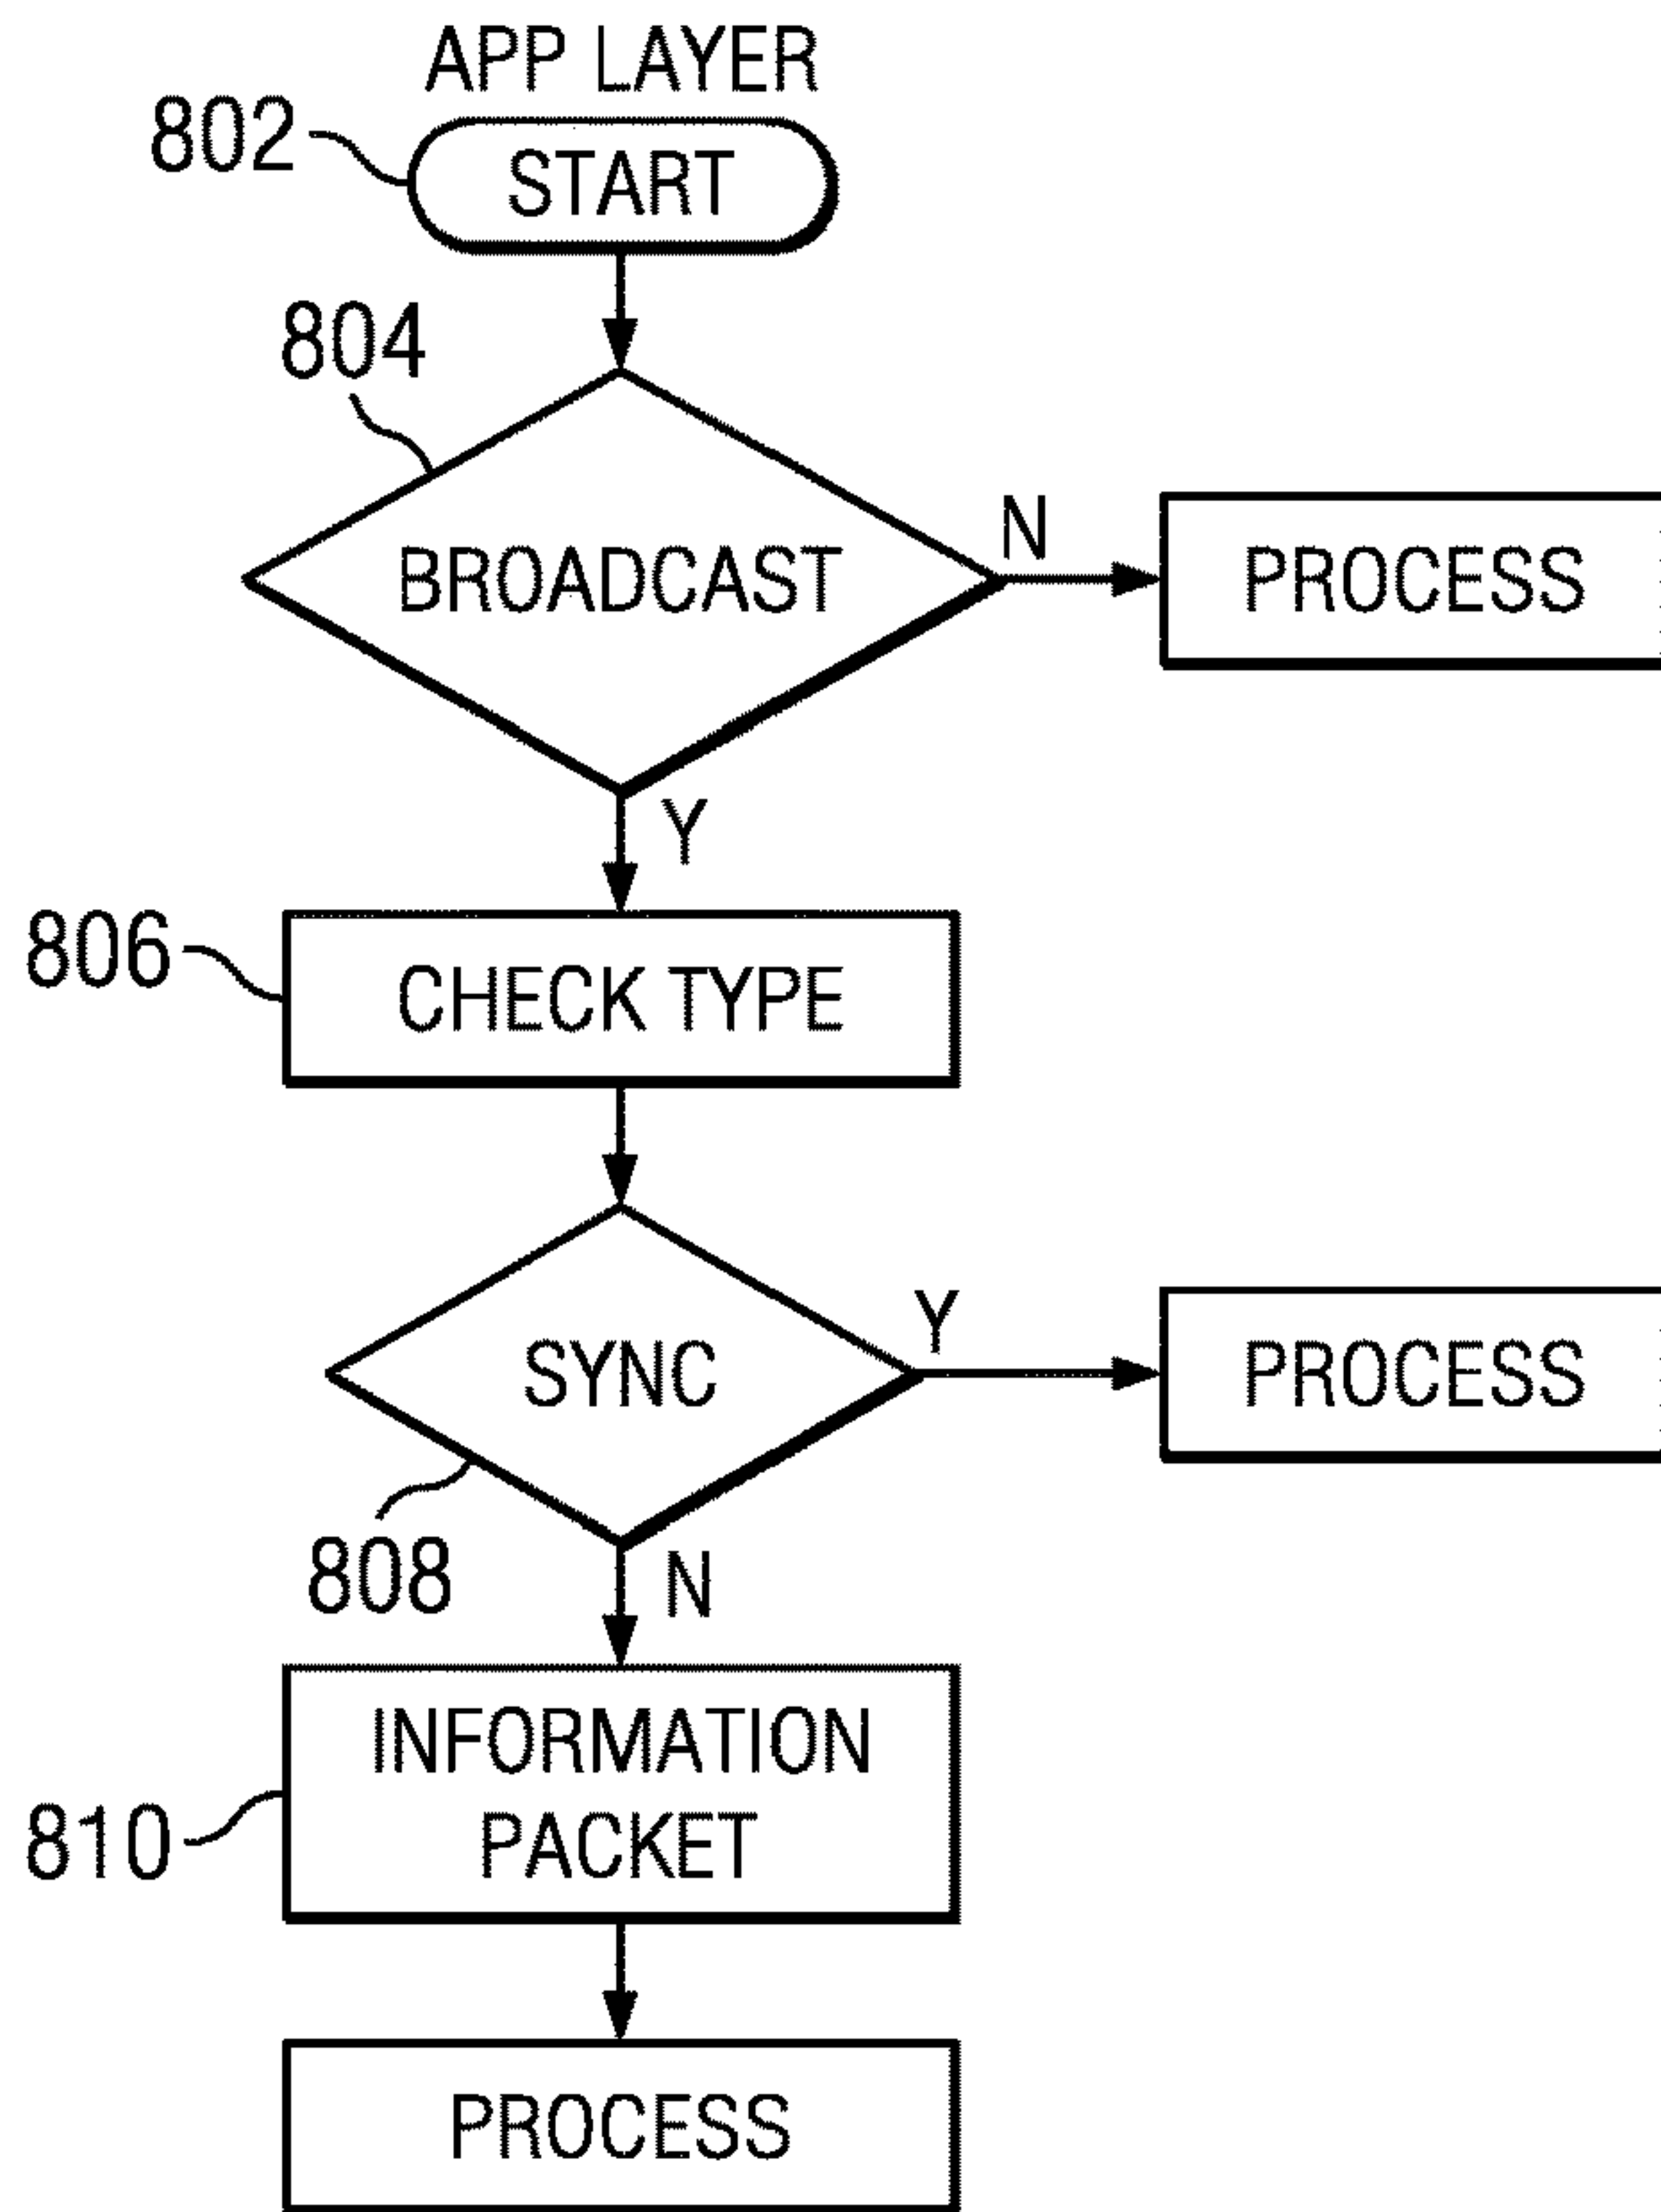 APP LAYER
802
START
804
BROADCAST
N
PROCESS
Y
806
CHECK TYPE
SYNC
Y
PROCESS
808
N
INFORMATION
PACKET
810
PROCESS